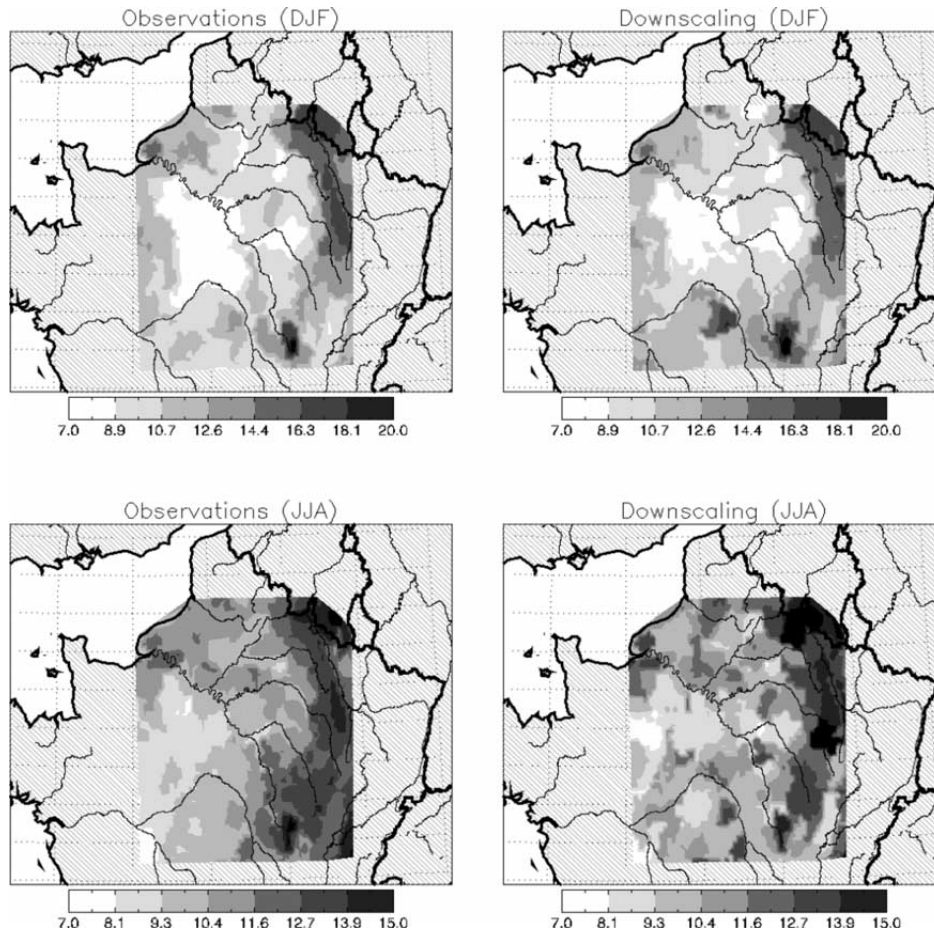 Observations (DJF)
Downscaling (DJF)
7.0 8.9 10.7 12.6 14.4 16.3 18.1 20.0
7.0 8.9 10.7 12.6 14.4 16.3 18.1 20.0
Observations (JJA)
Downscaling (JJA)
7.0 8.1 9.3 10.4 11.6 12.7 13.9 15.0
7.0 8.1 9.3 10.4 11.6 12.7 13.9 15.0